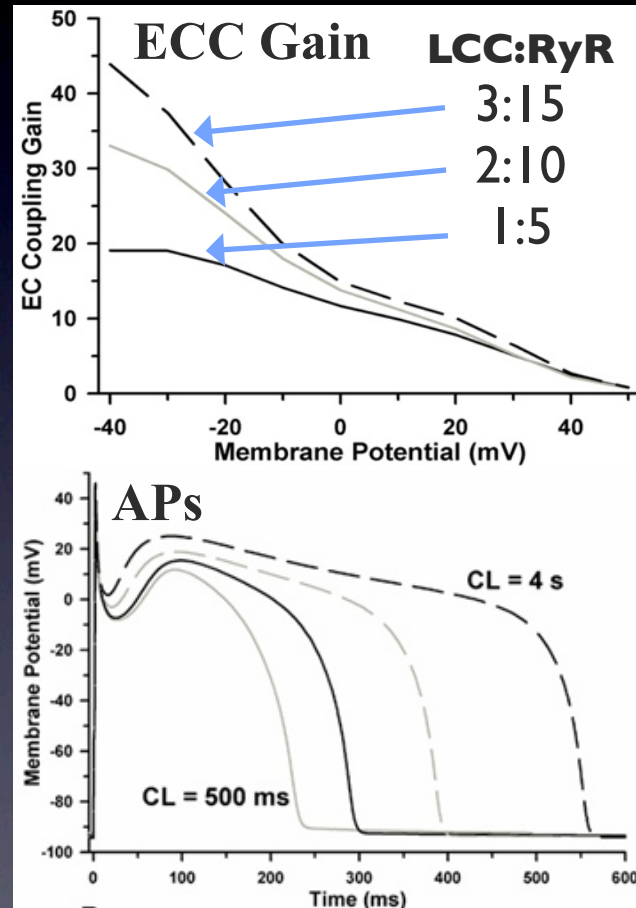 ECC Gain
LCC:RyR
3:15
2:10
1:5
EC Coupling Gain
50
40
30
20
10
0
-40 -20 0 20 40
Membrane Potential (mV)
APs
CL = 4 s
CL = 500 ms
Membrane Potential (mV)
40
20
0
-20
-40
-60
-80
-100
0 100 200 300 400 500 600
Time (ms)